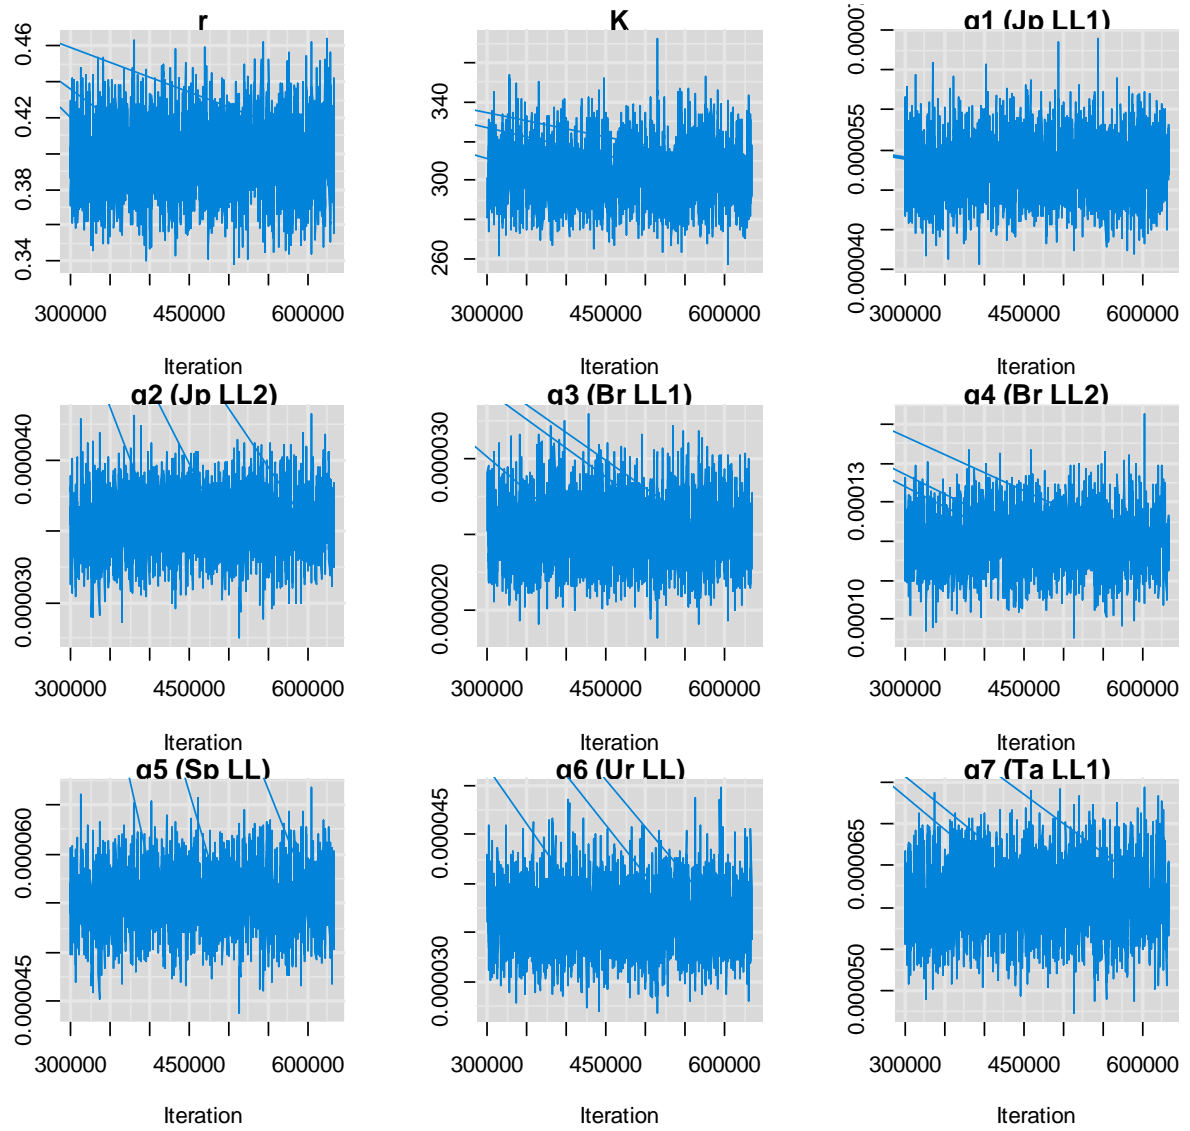 r
0.46
0.42
0.38
0.34
300000 450000 600000
Iteration
K
340
300
260
300000 450000 600000
Iteration
q1 (Jp LL1)
0.000055
0.000040
300000 450000 600000
Iteration
q2 (Jp LL2)
0.000040
0.000030
300000 450000 600000
Iteration
q3 (Br LL1)
0.000030
0.000020
300000 450000 600000
Iteration
q4 (Br LL2)
0.00013
0.00010
300000 450000 600000
Iteration
q5 (Sp LL)
0.000060
0.000045
300000 450000 600000
Iteration
q6 (Ur LL)
0.000045
0.000030
300000 450000 600000
Iteration
q7 (Ta LL1)
0.000065
0.000050
300000 450000 600000
Iteration